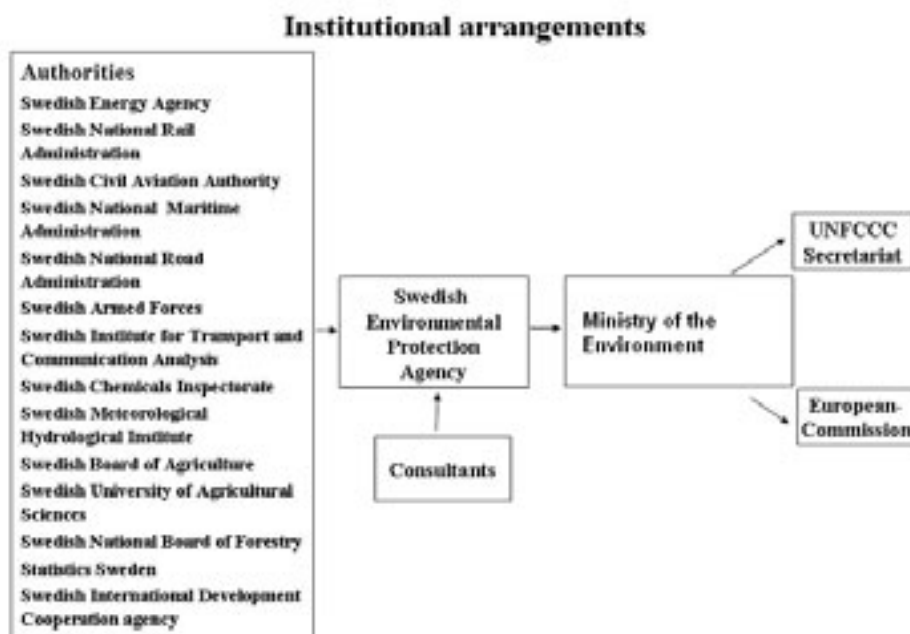 Institutional arrangements
Authorities
Swedish Energy Agency
Swedish National Rail
Administration
Swedish Civil Aviation Authority
Swedish National Maritime
Administration
Swedish National Road
Administration
Swedish Armed Forces
Swedish Institute for Transport and
Communication Analysis
Swedish Chemicals Inspectorate
Swedish Meteorological
Hydrological Institute
Swedish Board of Agriculture
Swedish University of Agricultural
Sciences
Swedish National Board of Forestry
Statistics Sweden
Swedish International Development
Cooperation agency
Swedish
Environmental
Protection
Agency
Consultants
Ministry of the
Environment
UNFCCC
Secretariat
European-
Commission